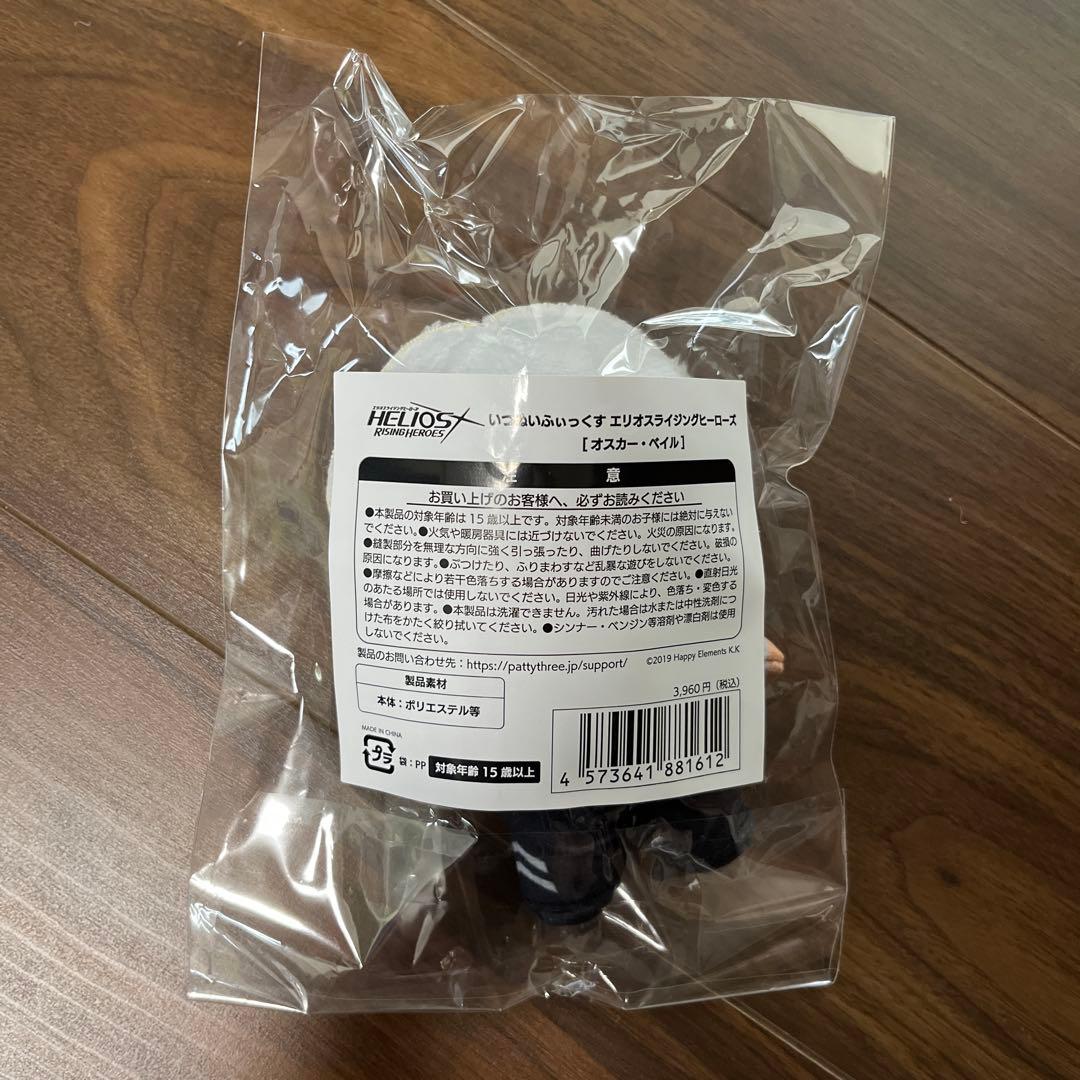 エリオスライジングヒーローズ
HELIOS
RISING HEROES
いつぬいふぃっくす エリオスライジングヒーローズ
[ オスカー・ベイル ]
注 意
お買い上げのお客様へ、必ずお読みください
●本製品の対象年齢は15歳以上です。対象年齢未満のお子様には絶対に与えない
でください。●火気や暖房器具には近づけないでください。火災の原因になります。
●縫製部分を無理な方向に強く引っ張ったり、曲げたりしないでください。破損の
原因になります。●ぶつけたり、ふりまわすなど乱暴な遊びをしないでください。
●摩擦などにより若干色落ちする場合がありますのでご注意ください。●直射日光
のあたる場所では使用しないでください。日光や紫外線により、色落ち・変色する
場合があります。●本製品は洗濯できません。汚れた場合は水または中性洗剤につ
けた布をかたく絞り拭いてください。●シンナー・ベンジン等溶剤や漂白剤は使用
しないでください。
製品のお問い合わせ先：https://pattythree.jp/support/
©2019 Happy Elements K.K
製品素材
本体：ポリエステル等
3,960円（税込）
MADE IN CHINA
プラ
袋：PP
対象年齢 15歳以上
4 573641 881612